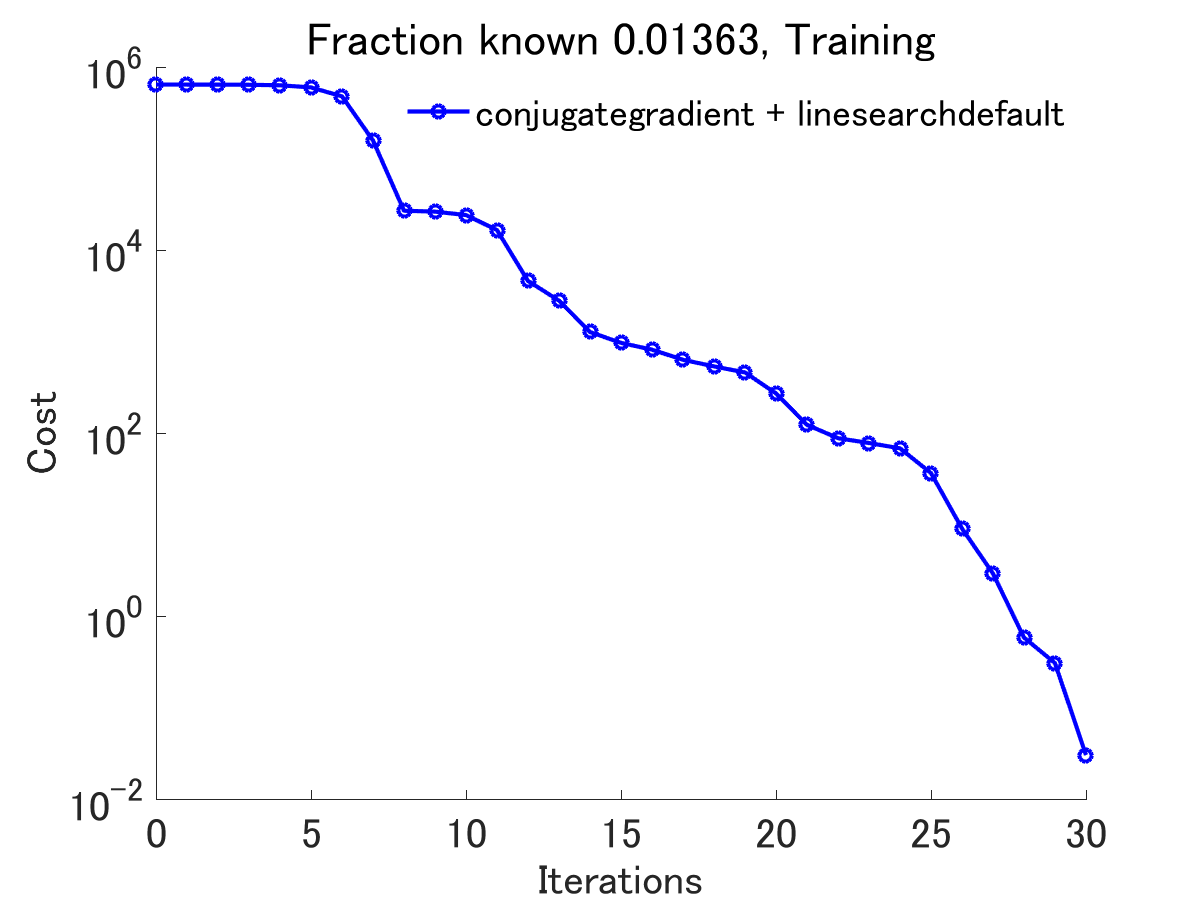 Fraction known 0.01363, Training
conjugategradient + linesearchdefault
Cost
10^6
10^4
10^2
10^0
10^-2
0 5 10 15 20 25 30
Iterations